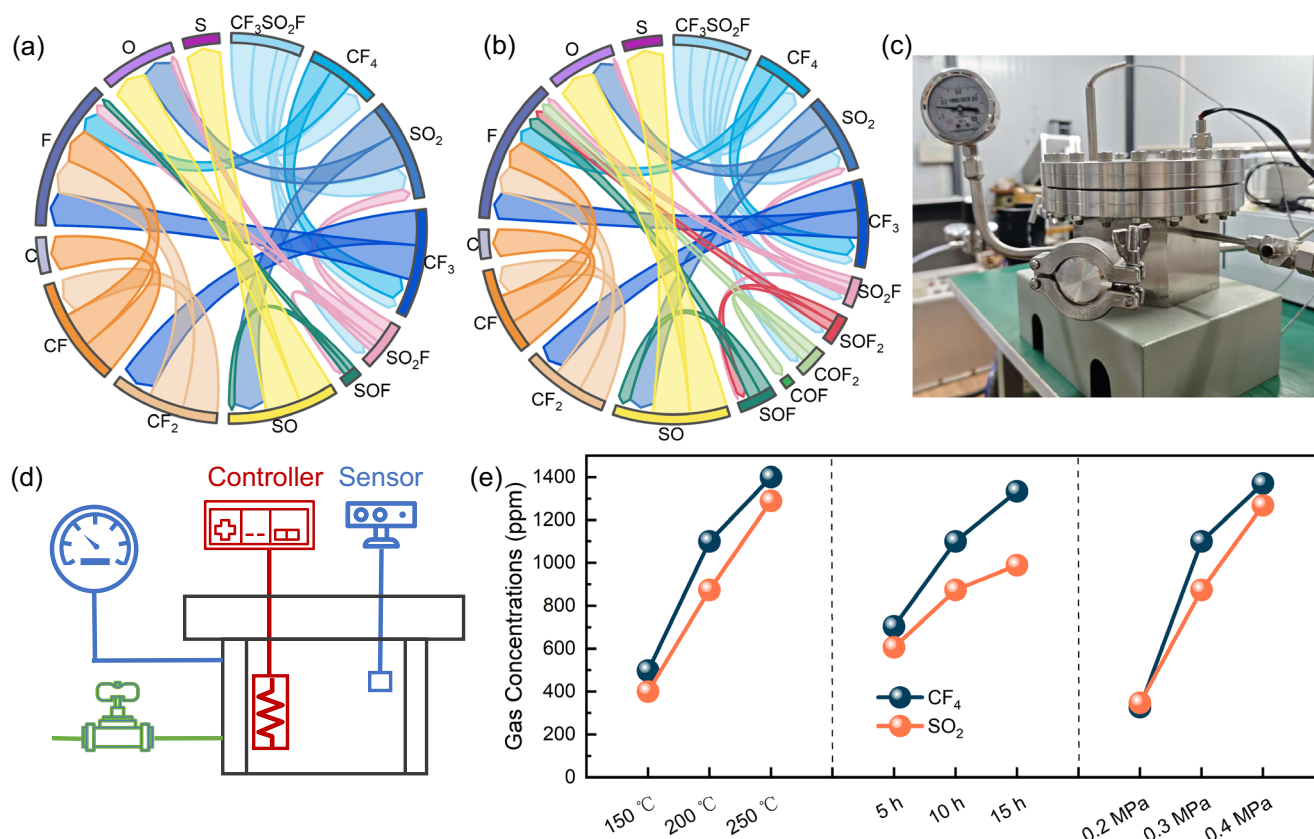 (a)
S
CF₃SO₂F
O
CF₄
F
SO₂
C
CF₃
CF
SO₂F
CF₂
SOF
SO
(b)
S
CF₃SO₂F
O
CF₄
F
SO₂
C
CF₃
CF
SO₂F
SOF₂
CF₂
COF₂
COF
SO
SOF
(c)
(d)
Controller
Sensor
(e)
Gas Concentrations (ppm)
1400
1200
1000
800
600
400
200
0
CF₄
SO₂
150 ℃
200 ℃
250 ℃
5 h
10 h
15 h
0.2 MPa
0.3 MPa
0.4 MPa